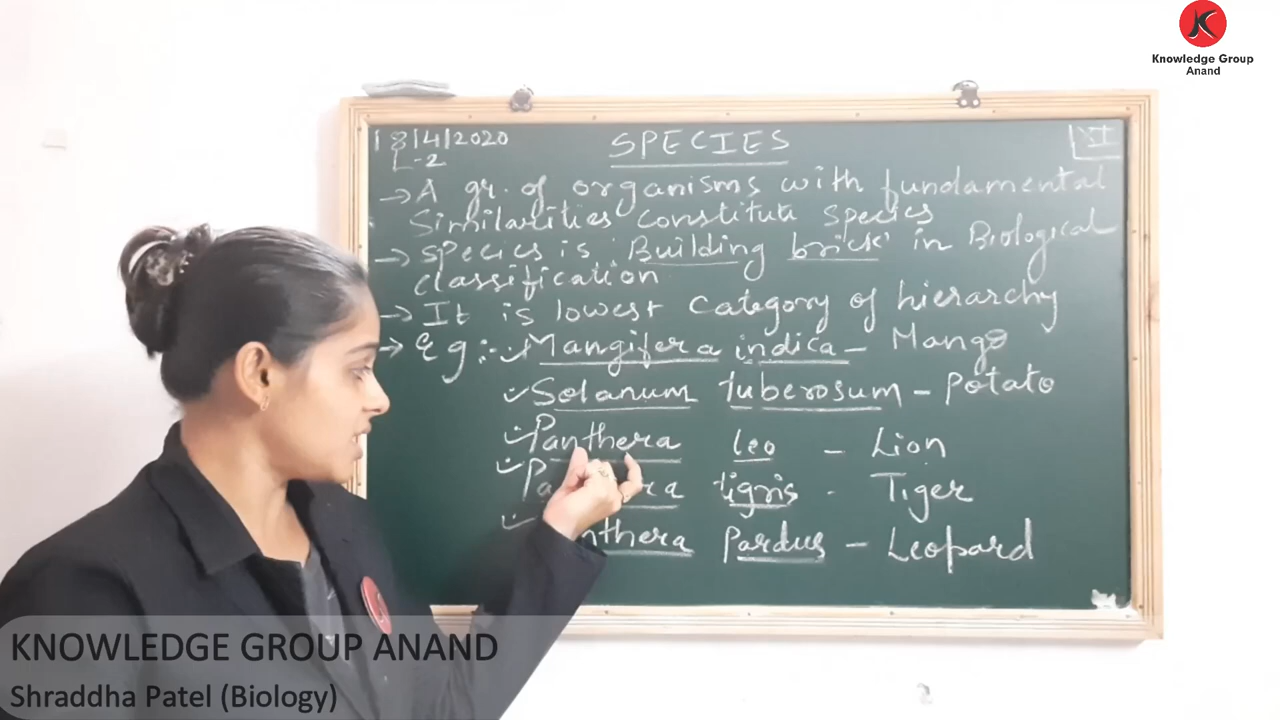 Knowledge Group
Anand
18/4/2020
L-2
SPECIES
XI
→ A gr. of organisms with fundamental
similarities constitute species
→ Species is 'Building brick' in Biological
classification
→ It is lowest category of hierarchy
→ Eg:- Mangifera indica - Mango
Solanum tuberosum - Potato
Panthera leo - Lion
tigris - Tiger
Pardus - Leopard
KNOWLEDGE GROUP ANAND
Shraddha Patel (Biology)